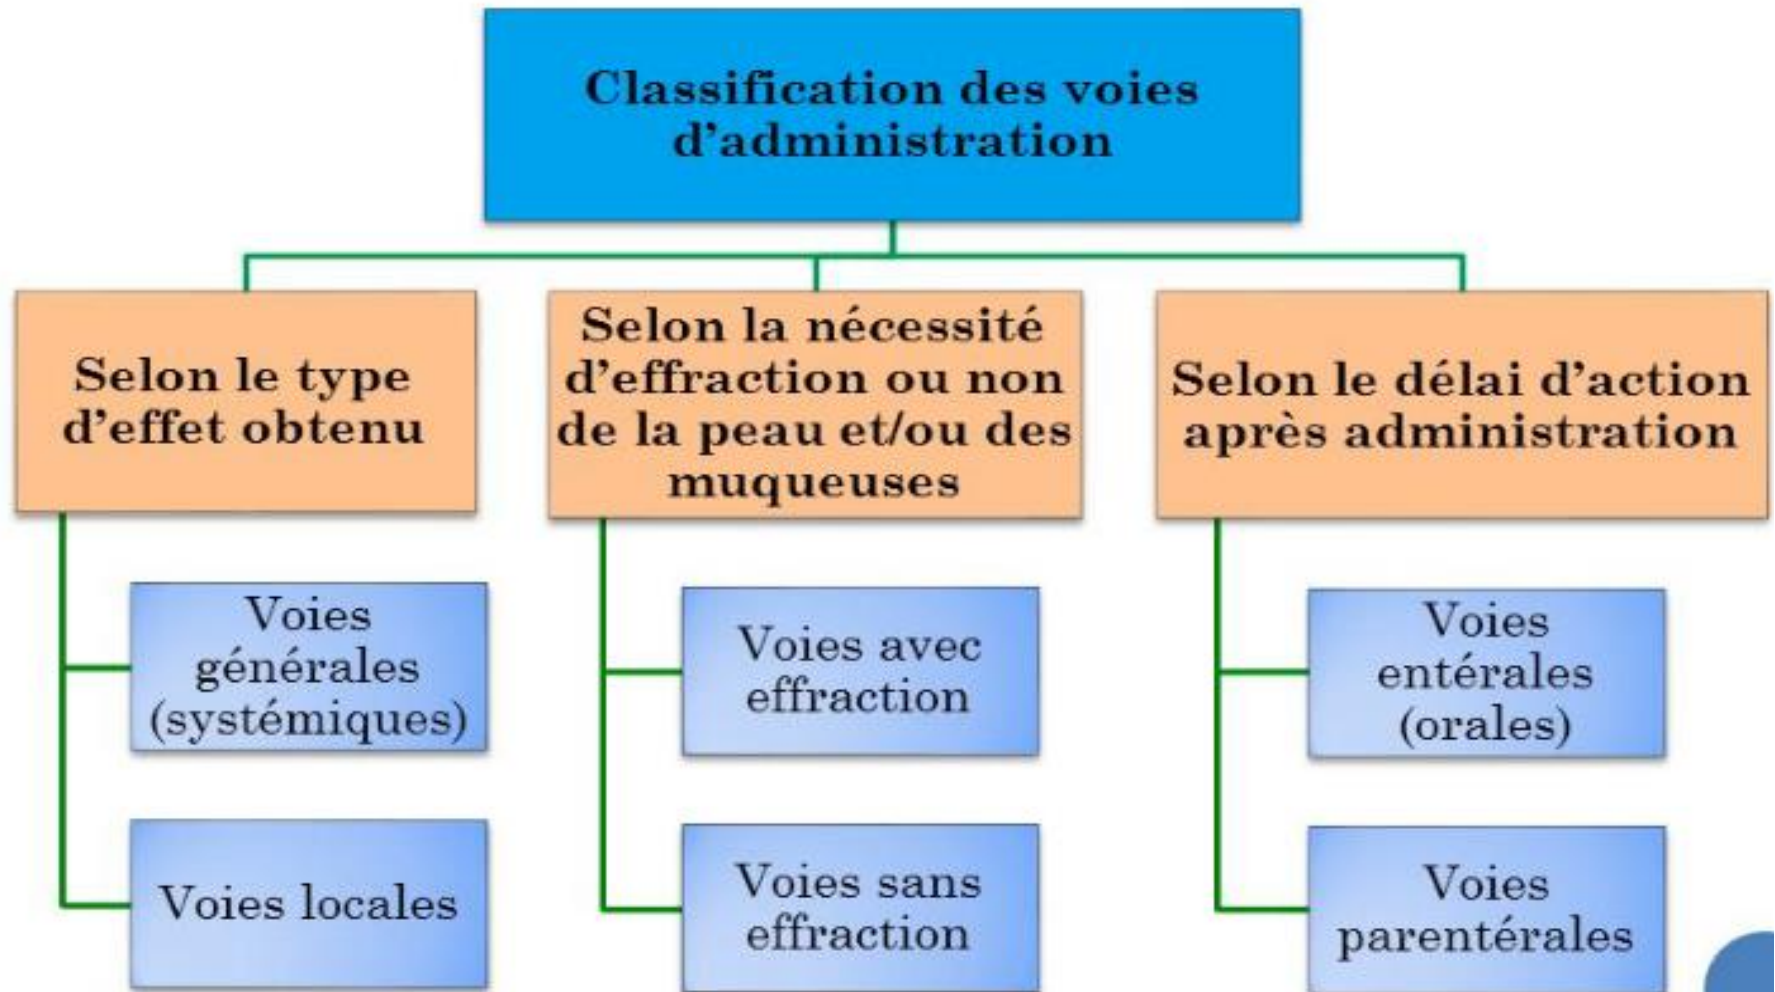 Classification des voies
d'administration
Selon le type
d'effet obtenu
Selon la nécessité
d'effraction ou non
de la peau et/ou des
muqueuses
Selon le délai d'action
après administration
Voies
générales
(systémiques)
Voies locales
Voies avec
effraction
Voies sans
effraction
Voies
entérales
(orales)
Voies
parentérales